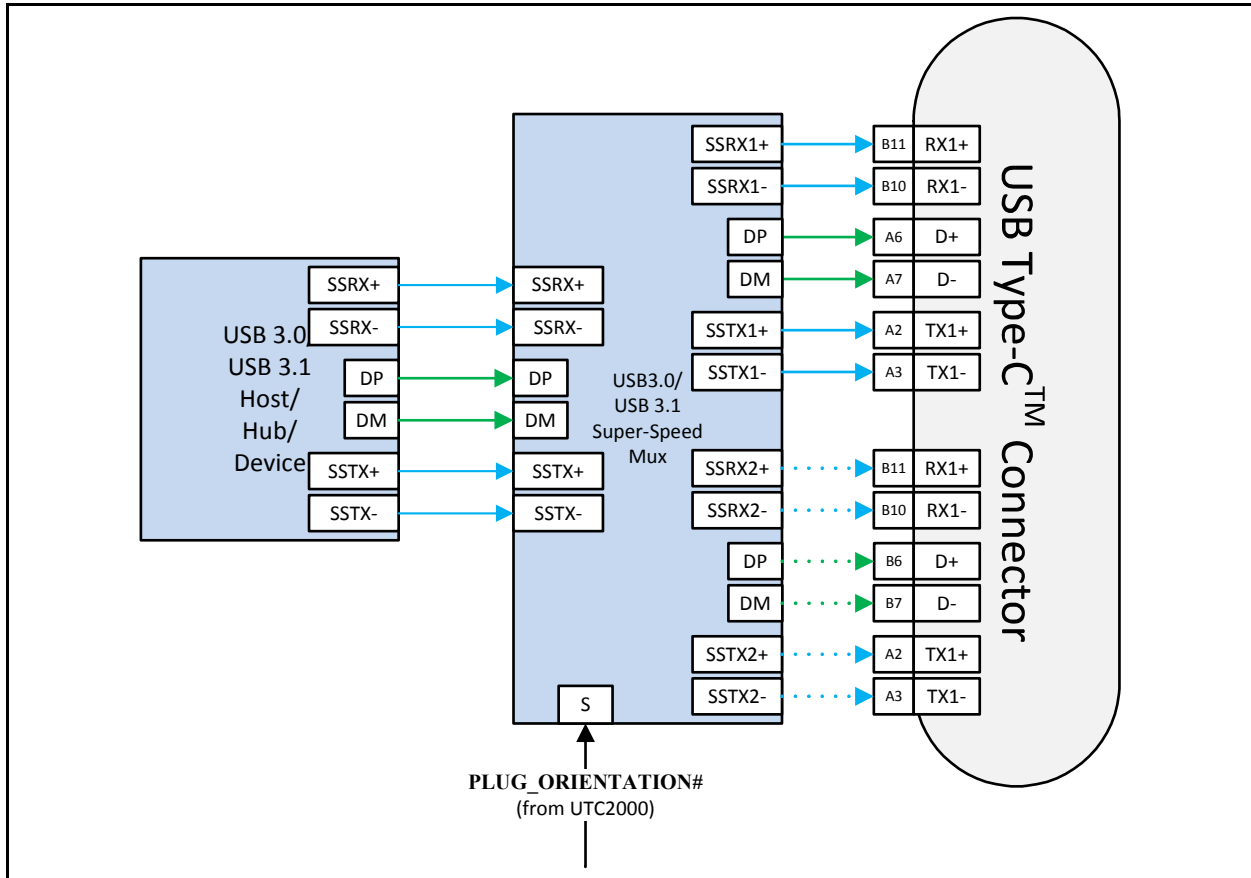 SSRX+
SSRX-
USB 3.0,
USB 3.1
Host/
Hub/
Device
DP
DM
SSTX+
SSTX-
SSRX+
SSRX-
DP
DM
SSTX+
SSTX-
USB3.0/
USB 3.1
Super-Speed
Mux
S
PLUG_ORIENTATION#
(from UTC2000)
SSRX1+
SSRX1-
DP
DM
SSTX1+
SSTX1-
SSRX2+
SSRX2-
DP
DM
SSTX2+
SSTX2-
B11 RX1+
B10 RX1-
A6 D+
A7 D-
A2 TX1+
A3 TX1-
B11 RX1+
B10 RX1-
B6 D+
B7 D-
A2 TX1+
A3 TX1-
USB Type-C™ Connector